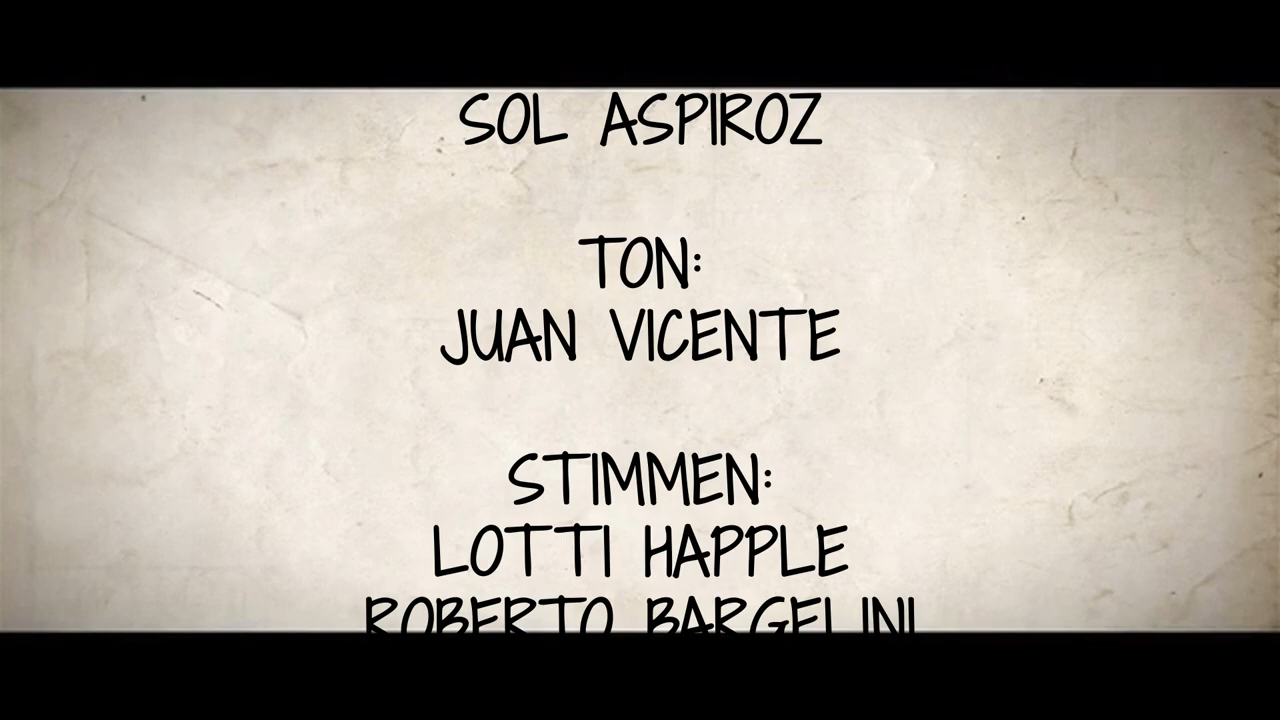 SOL ASPIROZ
TON:
JUAN VICENTE
STIMMEN:
LOTTI HAPPLE
ROBERTO BARGELINI